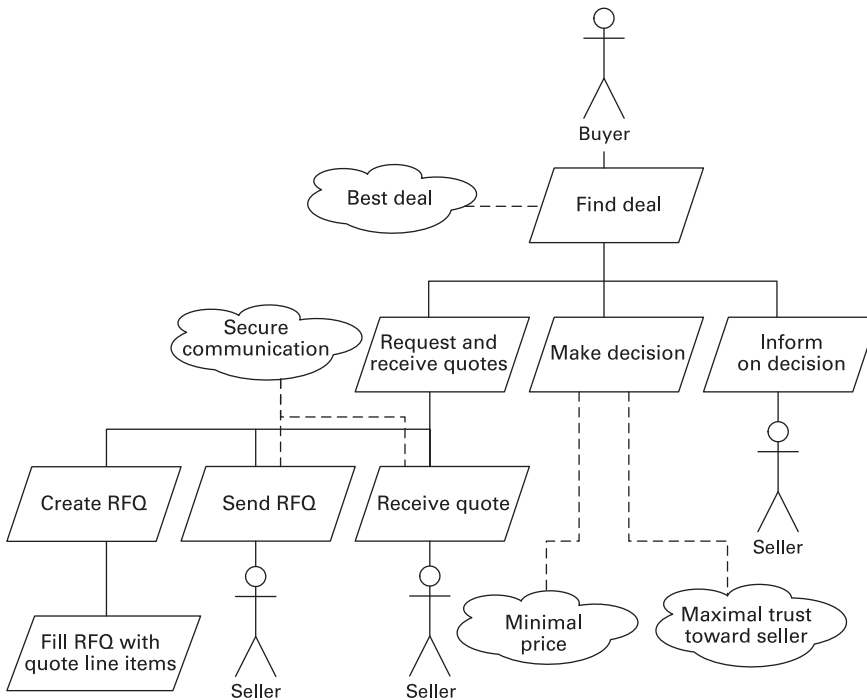 Buyer
Best deal
Find deal
Secure
communication
Request and
receive quotes
Make decision
Inform
on decision
Create RFQ
Send RFQ
Receive quote
Seller
Fill RFQ with
quote line items
Seller
Seller
Minimal
price
Maximal trust
toward seller